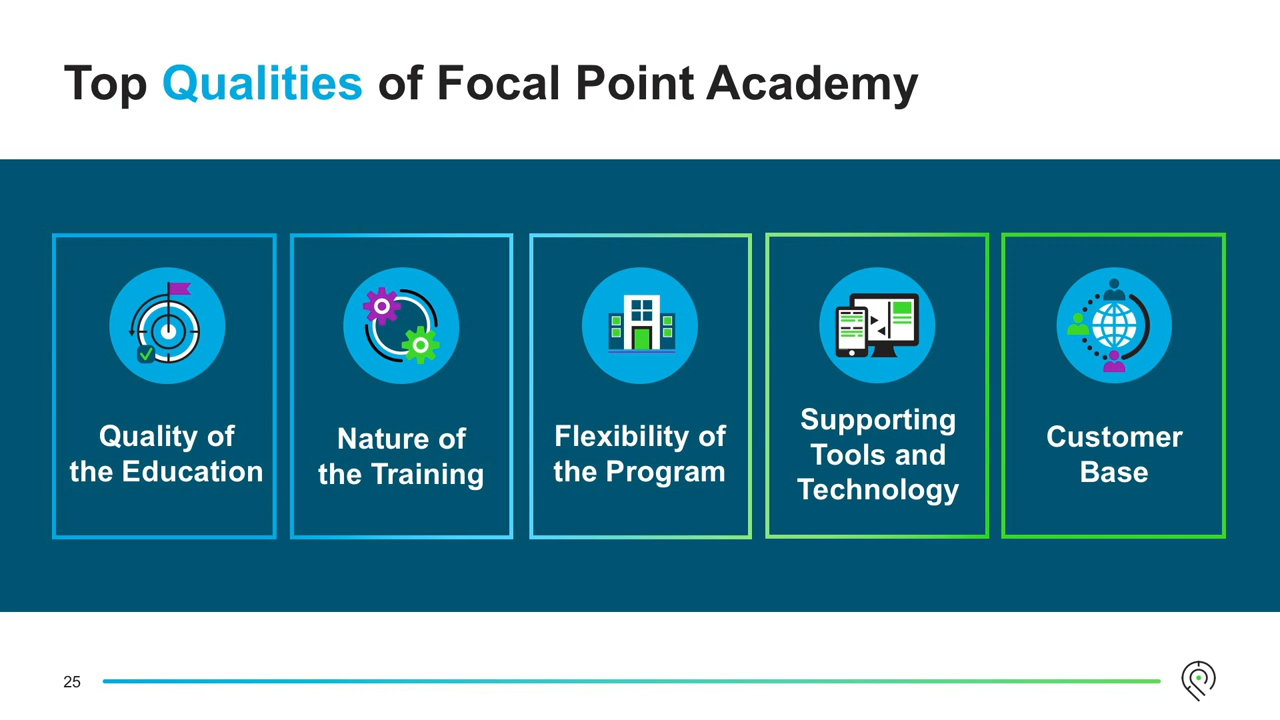 Top Qualities of Focal Point Academy
Quality of
the Education
Nature of
the Training
Flexibility of
the Program
Supporting
Tools and
Technology
Customer
Base
25